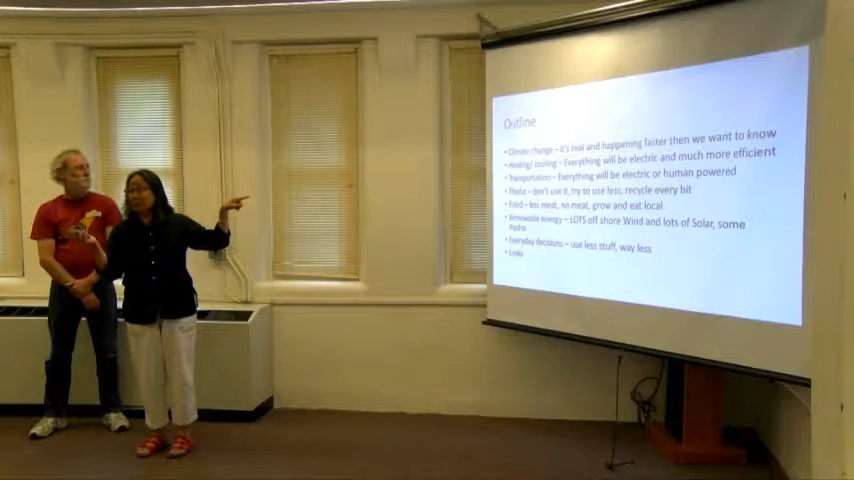 Outline
• Climate change – it's real and happening faster then we want to know
• Heating/ cooling – Everything will be electric and much more efficient
• Transportation – Everything will be electric or human powered
• Plastic – don't use it, try to use less, recycle every bit
• Food – less meat, no meat, grow and eat local
• Renewable energy – LOTS off shore Wind and lots of Solar, some
Hydro
• Everyday decisions – use less stuff, way less
• Links